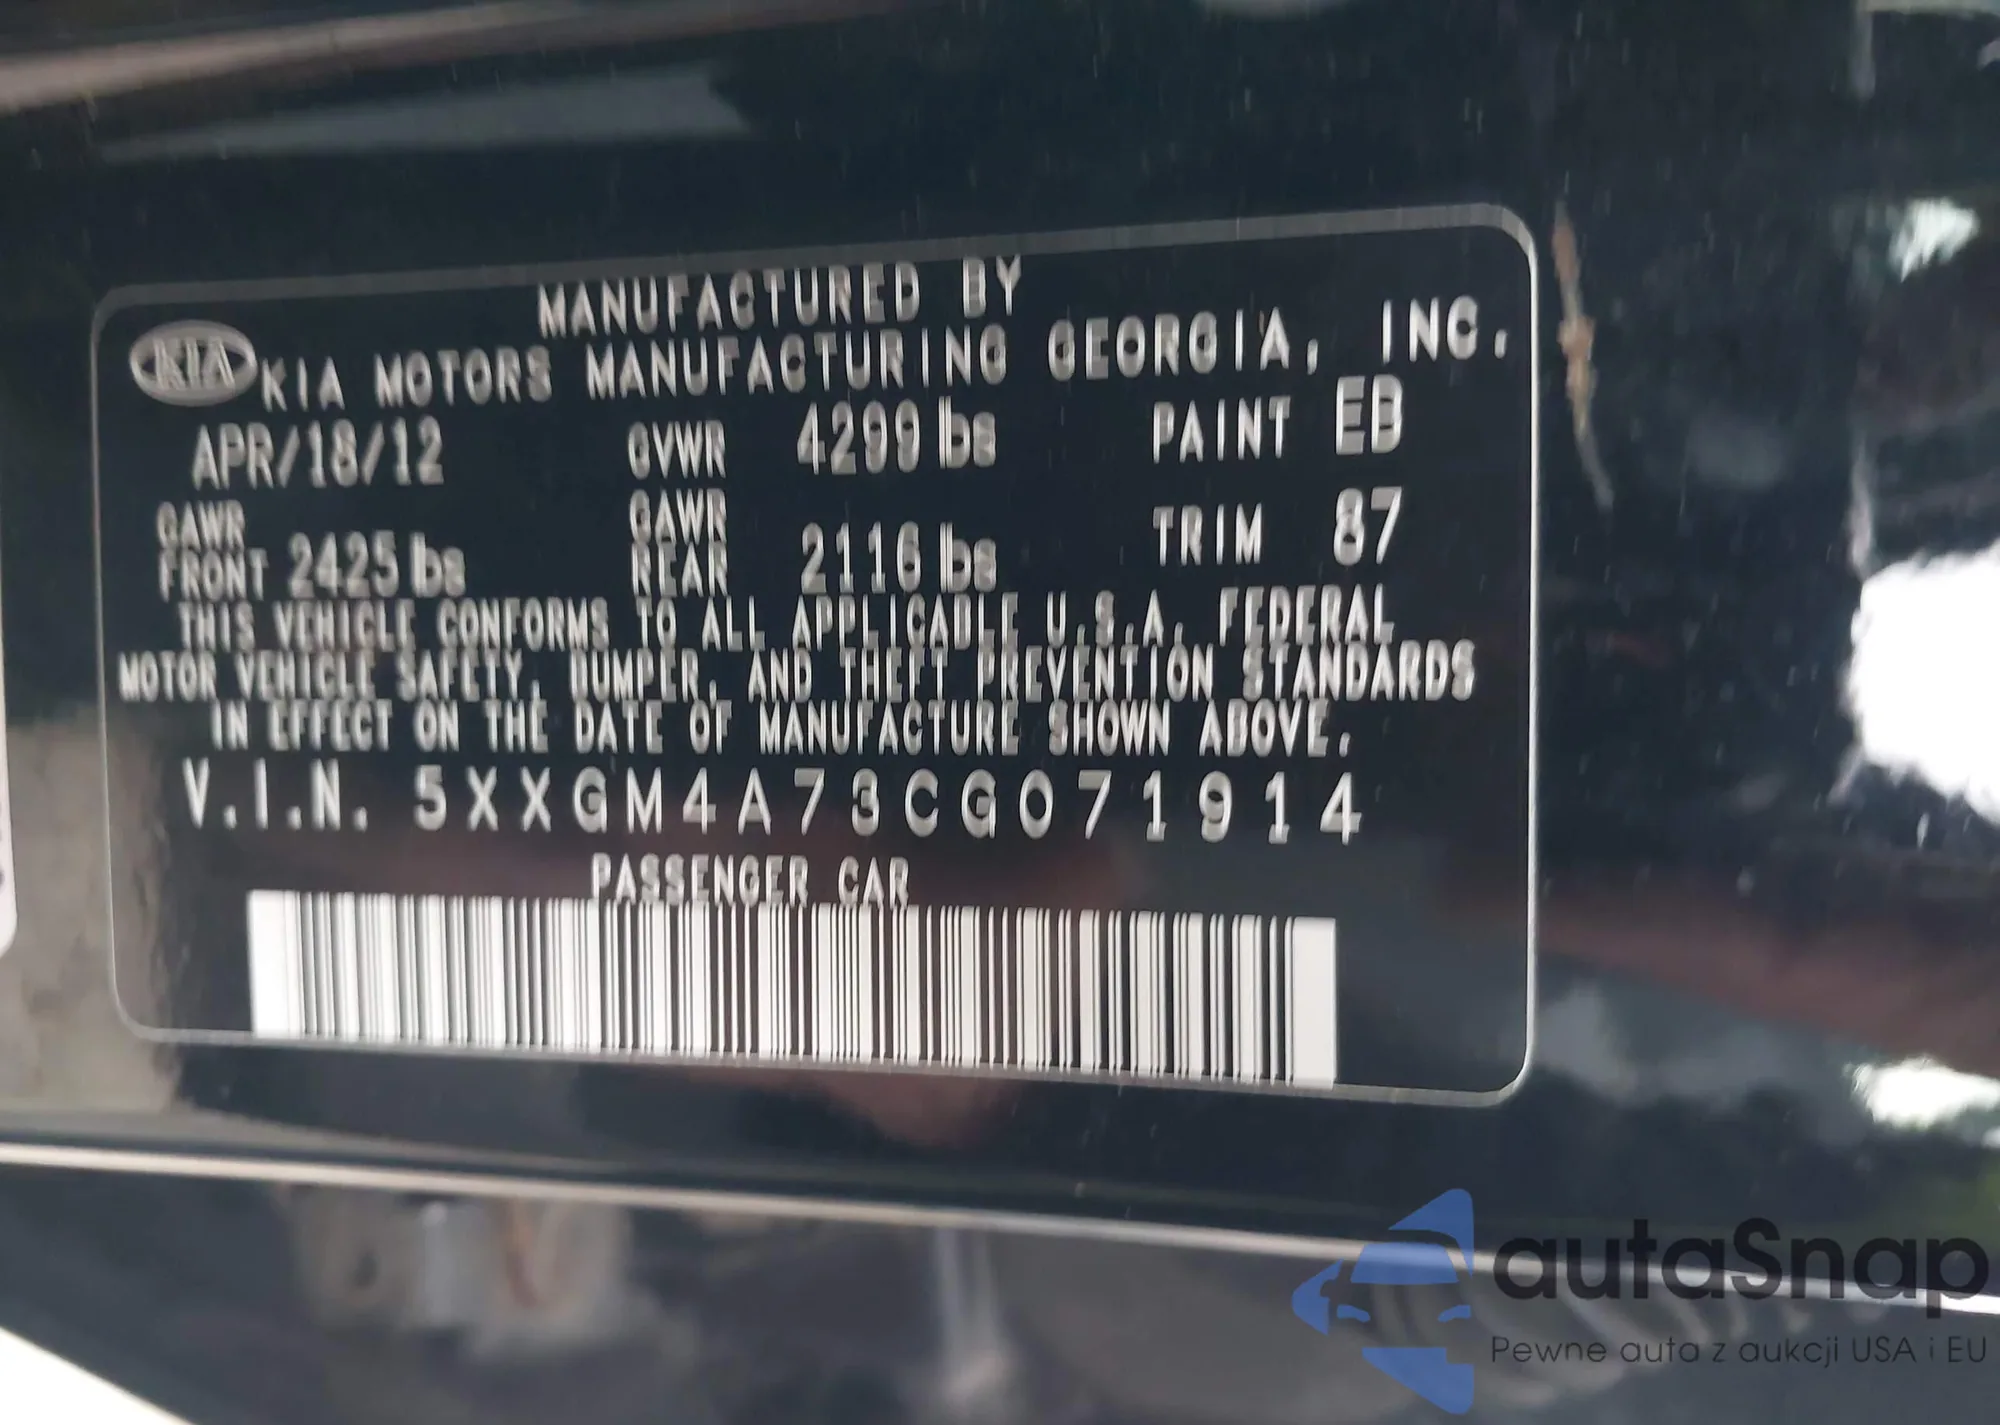 MANUFACTURED BY
KIA KIA MOTORS MANUFACTURING GEORGIA, INC.
APR/18/12 GVWR 4299 lbs PAINT EB
GAWR FRONT 2425 lbs GAWR REAR 2116 lbs TRIM 87
THIS VEHICLE CONFORMS TO ALL APPLICABLE U.S.A. FEDERAL
MOTOR VEHICLE SAFETY, BUMPER, AND THEFT PREVENTION STANDARDS
IN EFFECT ON THE DATE OF MANUFACTURE SHOWN ABOVE.
V.I.N. 5XXGM4A73CG071914
PASSENGER CAR
autaSnap
Pewne auta z aukcji USA i EU